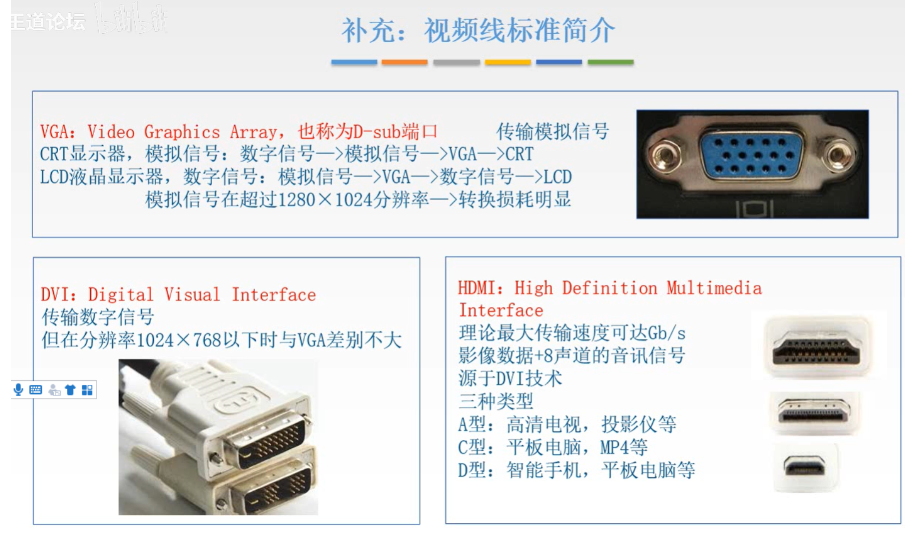 王道论坛
补充：视频线标准简介
VGA：Video Graphics Array，也称为D-sub端口 传输模拟信号
CRT显示器，模拟信号：数字信号—>模拟信号—>VGA—>CRT
LCD液晶显示器，数字信号：模拟信号—>VGA—>数字信号—>LCD
模拟信号在超过1280×1024分辨率—>转换损耗明显
DVI：Digital Visual Interface
传输数字信号
但在分辨率1024×768以下时与VGA差别不大
HDMI：High Definition Multimedia
Interface
理论最大传输速度可达Gb/s
影像数据+8声道的音讯信号
源于DVI技术
三种类型
A型：高清电视，投影仪等
C型：平板电脑，MP4等
D型：智能手机，平板电脑等